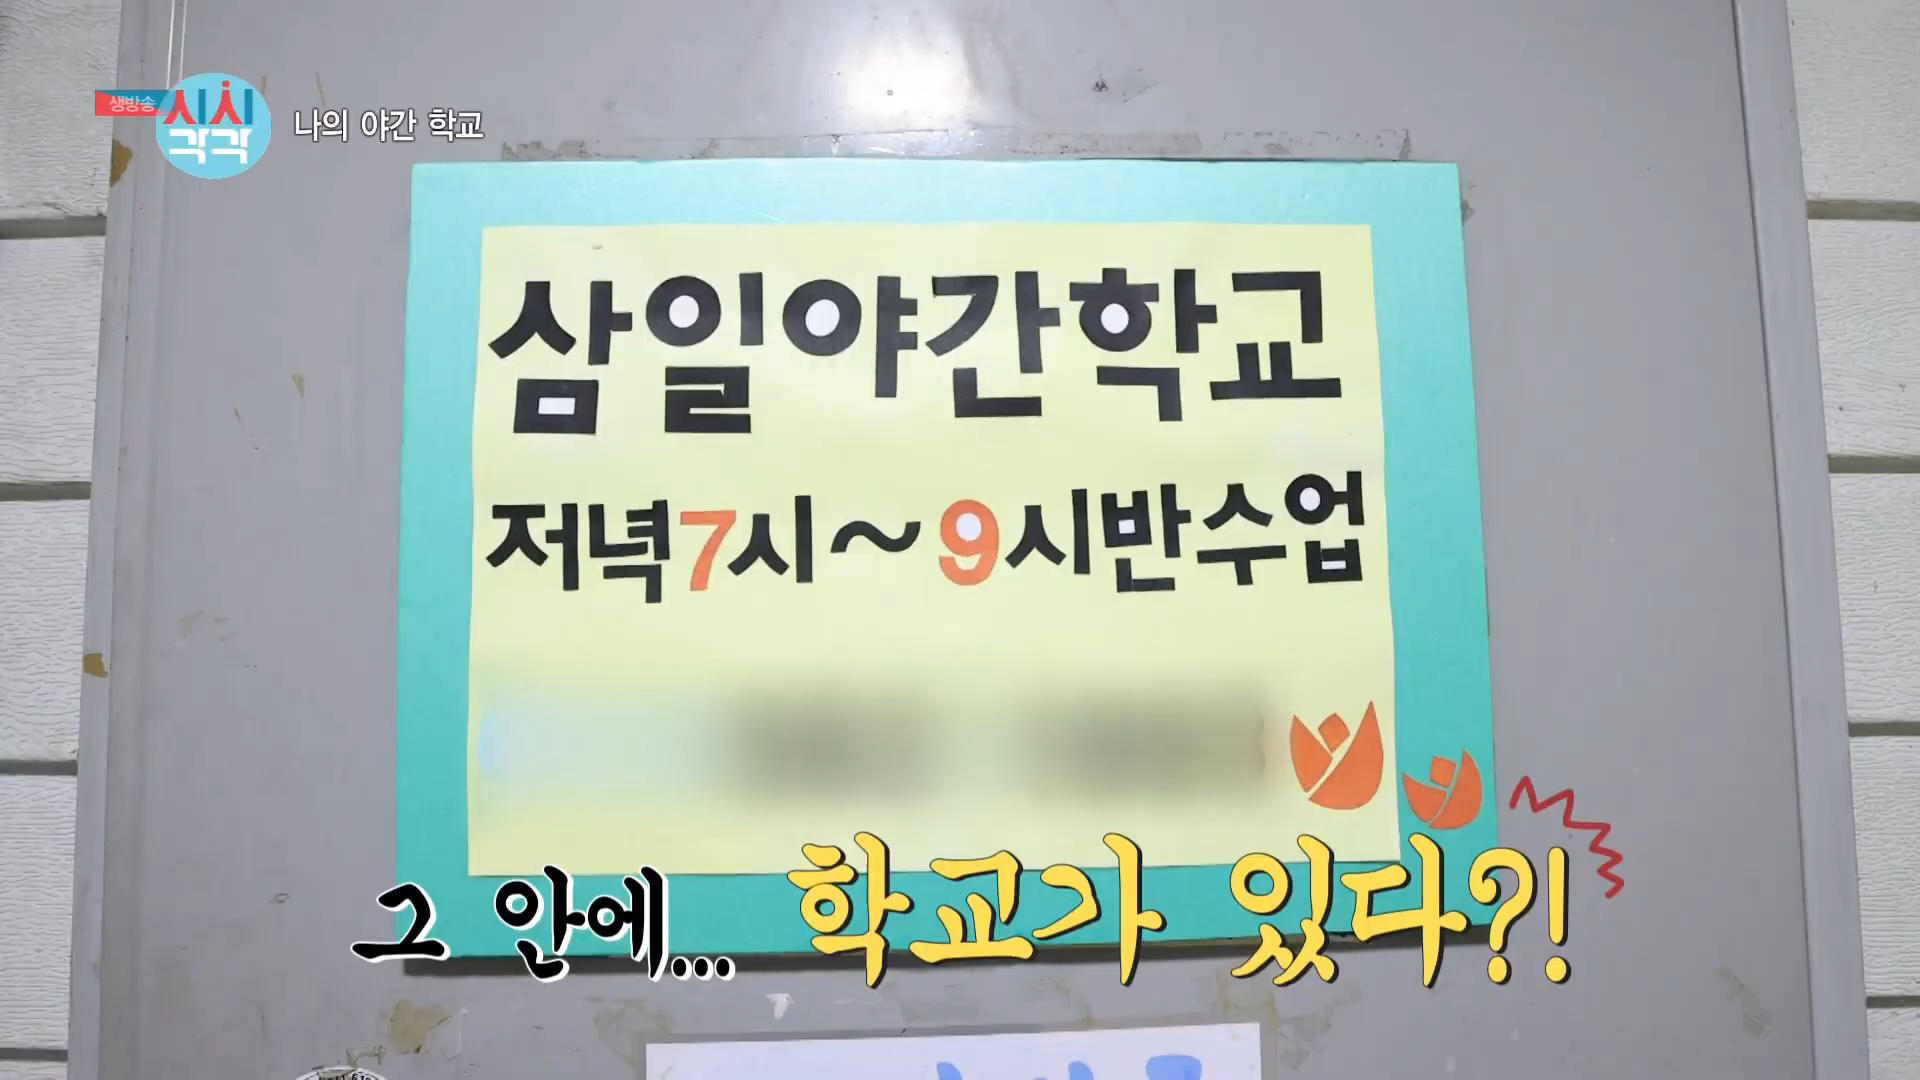 생방송 시시각각 나의 야간 학교
삼일야간학교
저녁7시~9시반수업
그 안에... 학교가 있다?!